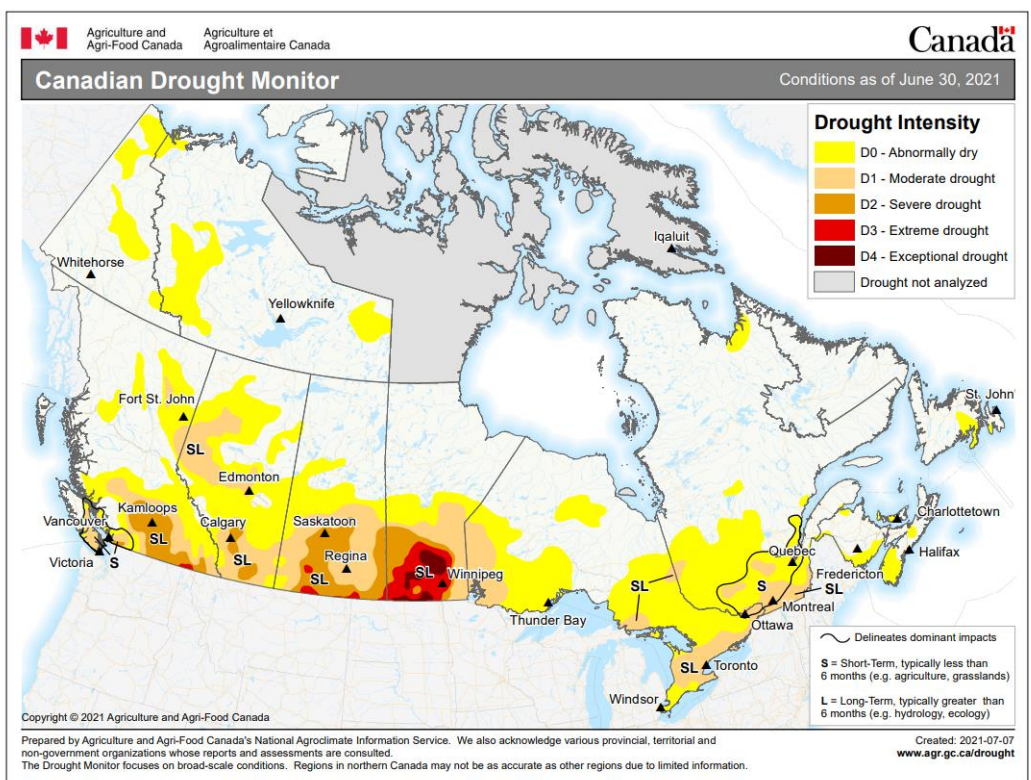 Agriculture and
Agri-Food Canada
Agriculture et
Agroalimentaire Canada
Canada
Canadian Drought Monitor
Conditions as of June 30, 2021
Drought Intensity
D0 - Abnormally dry
D1 - Moderate drought
D2 - Severe drought
D3 - Extreme drought
D4 - Exceptional drought
Drought not analyzed
Iqaluit
Whitehorse
Yellowknife
Fort St. John
St. John'
SL
Edmonton
Kamloops
Calgary
Saskatoon
Vancouver
Charlottetown
SL
Regina
SL
Winnipeg
Quebec
Halifax
Victoria
S
SL
SL
SL
S
Fredericton
SL
Montreal
Thunder Bay
Ottawa
SL
Toronto
Windsor
Delineates dominant impacts
S = Short-Term, typically less than
6 months (e.g. agriculture, grasslands)
L = Long-Term, typically greater than
6 months (e.g. hydrology, ecology)
Copyright © 2021 Agriculture and Agri-Food Canada
Prepared by Agriculture and Agri-Food Canada's National Agroclimate Information Service. We also acknowledge various provincial, territorial and
non-government organizations whose reports and assessments are consulted.
The Drought Monitor focuses on broad-scale conditions. Regions in northern Canada may not be as accurate as other regions due to limited information.
Created: 2021-07-07
www.agr.gc.ca/drought